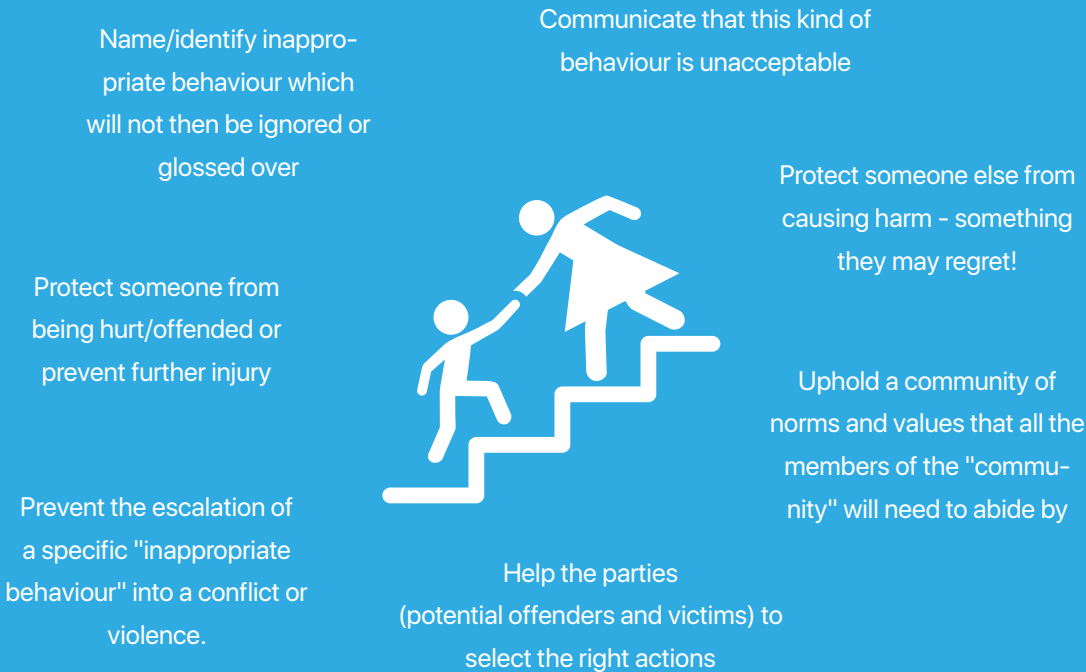 Communicate that this kind of
behaviour is unacceptable
Name/identify inappro-
priate behaviour which
will not then be ignored or
glossed over
Protect someone else from
causing harm - something
they may regret!
Protect someone from
being hurt/offended or
prevent further injury
Uphold a community of
norms and values that all the
members of the "commu-
nity" will need to abide by
Prevent the escalation of
a specific "inappropriate
behaviour" into a conflict or
violence.
Help the parties
(potential offenders and victims) to
select the right actions